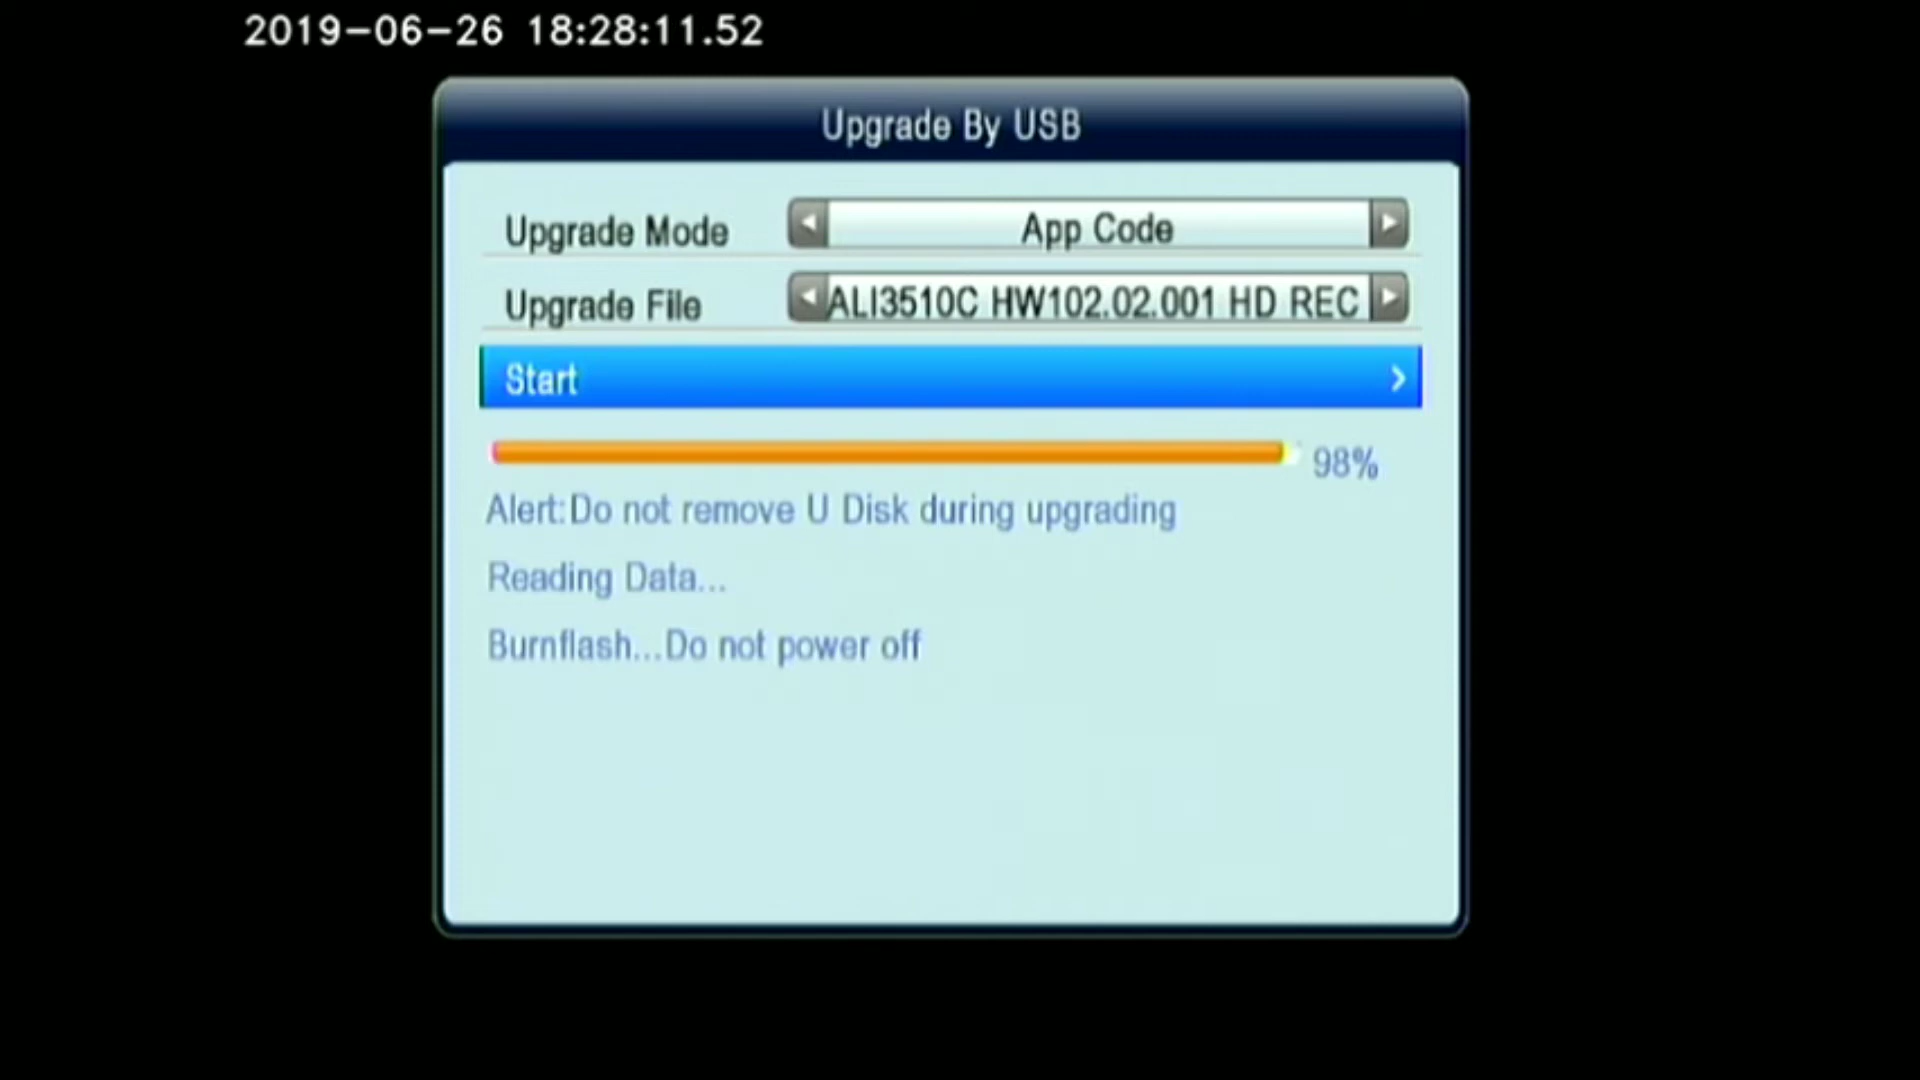 2019-06-26 18:28:11.52
Upgrade By USB
Upgrade Mode App Code
Upgrade File ALI3510C HW102.02.001 HD REC
Start
98%
Alert:Do not remove U Disk during upgrading
Reading Data...
Burnflash...Do not power off